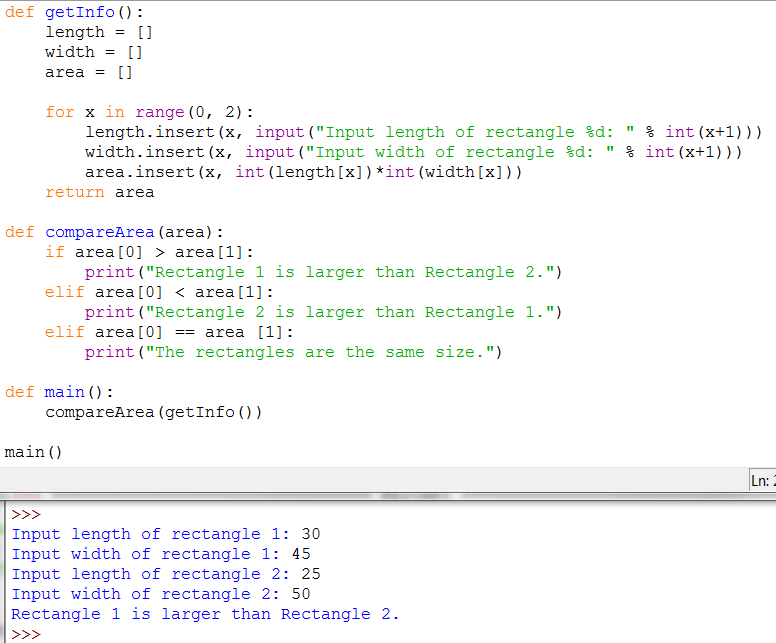 def getInfo():
    length = []
    width = []
    area = []

    for x in range(0, 2):
        length.insert(x, input("Input length of rectangle %d: " % int(x+1)))
        width.insert(x, input("Input width of rectangle %d: " % int(x+1)))
        area.insert(x, int(length[x])*int(width[x]))
    return area

def compareArea(area):
    if area[0] > area[1]:
        print("Rectangle 1 is larger than Rectangle 2.")
    elif area[0] < area[1]:
        print("Rectangle 2 is larger than Rectangle 1.")
    elif area[0] == area [1]:
        print("The rectangles are the same size.")

def main():
    compareArea(getInfo())

main()
Ln:
>>>
Input length of rectangle 1: 30
Input width of rectangle 1: 45
Input length of rectangle 2: 25
Input width of rectangle 2: 50
Rectangle 1 is larger than Rectangle 2.
>>>